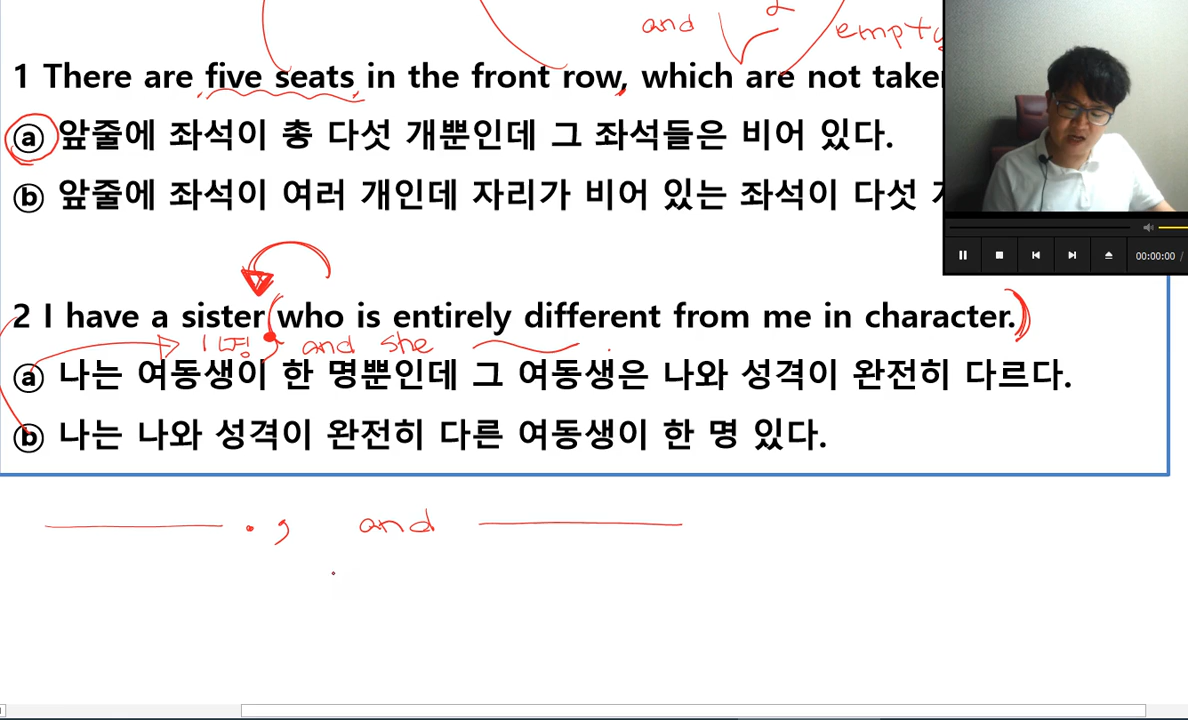 and
empty
1 There are five seats in the front row, which are not taken
ⓐ 앞줄에 좌석이 총 다섯 개뿐인데 그 좌석들은 비어 있다.
ⓑ 앞줄에 좌석이 여러 개인데 자리가 비어 있는 좌석이 다섯
00:00:00 /
2 I have a sister who is entirely different from me in character.
1명 and she
ⓐ 나는 여동생이 한 명뿐인데 그 여동생은 나와 성격이 완전히 다르다.
ⓑ 나는 나와 성격이 완전히 다른 여동생이 한 명 있다.
. , and